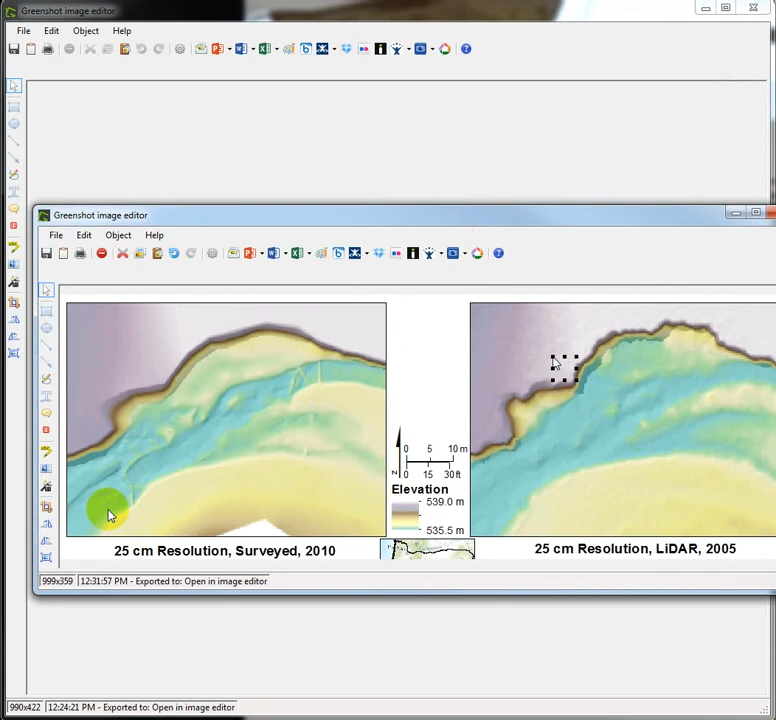 Greenshot image editor
File Edit Object Help
Greenshot image editor
File Edit Object Help
0 5 10 m
0 15 30 ft
N
Elevation
539.0 m
535.5 m
25 cm Resolution, Surveyed, 2010
25 cm Resolution, LiDAR, 2005
999x359 12:31:57 PM - Exported to: Open in image editor
990x422 12:24:21 PM - Exported to: Open in image editor